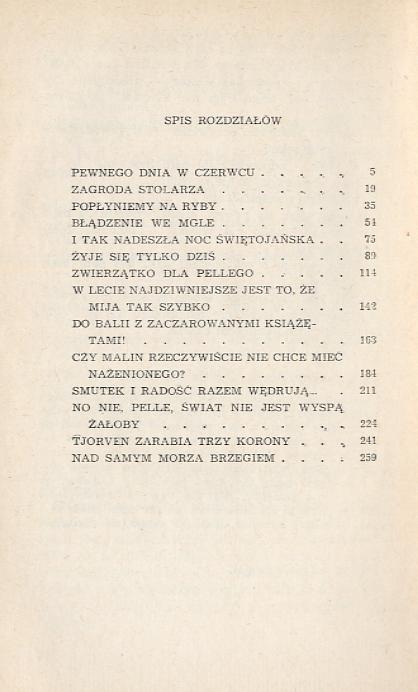 SPIS ROZDZIAŁÓW
PEWNEGO DNIA W CZERWCU . . . . . 5
ZAGRODA STOLARZA . . . . . . . 19
POPŁYNIEMY NA RYBY . . . . . . . 35
BŁĄDZENIE WE MGLE . . . . . . . 54
I TAK NADESZŁA NOC ŚWIĘTOJAŃSKA . . 75
ŻYJE SIĘ TYLKO DZIŚ . . . . . . . 89
ZWIERZĄTKO DLA PELLEGO . . . . . 114
W LECIE NAJDZIWNIEJSZE JEST TO, ŻE
MIJA TAK SZYBKO . . . . . . . 142
DO BALII Z ZACZAROWANYMI KSIĄŻĘ-
TAMI! . . . . . . . . . . . 163
CZY MALIN RZECZYWIŚCIE NIE CHCE MIEĆ
NAŻENIONEGO? . . . . . . . . 184
SMUTEK I RADOŚĆ RAZEM WĘDRUJĄ... . 211
NO NIE, PELLE, ŚWIAT NIE JEST WYSPĄ
ŻAŁOBY . . . . . . . . . . 224
TJORVEN ZARABIA TRZY KORONY . . . 241
NAD SAMYM MORZA BRZEGIEM . . . . 259